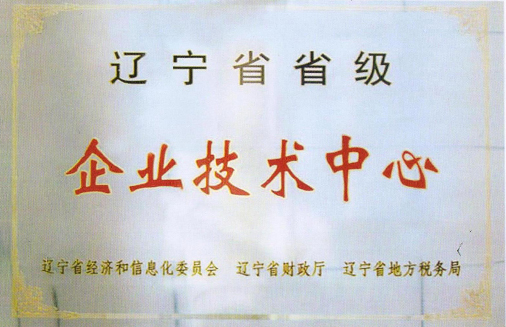 辽宁省省级
企业技术中心
辽宁省经济和信息化委员会 辽宁省财政厅 辽宁省地方税务局